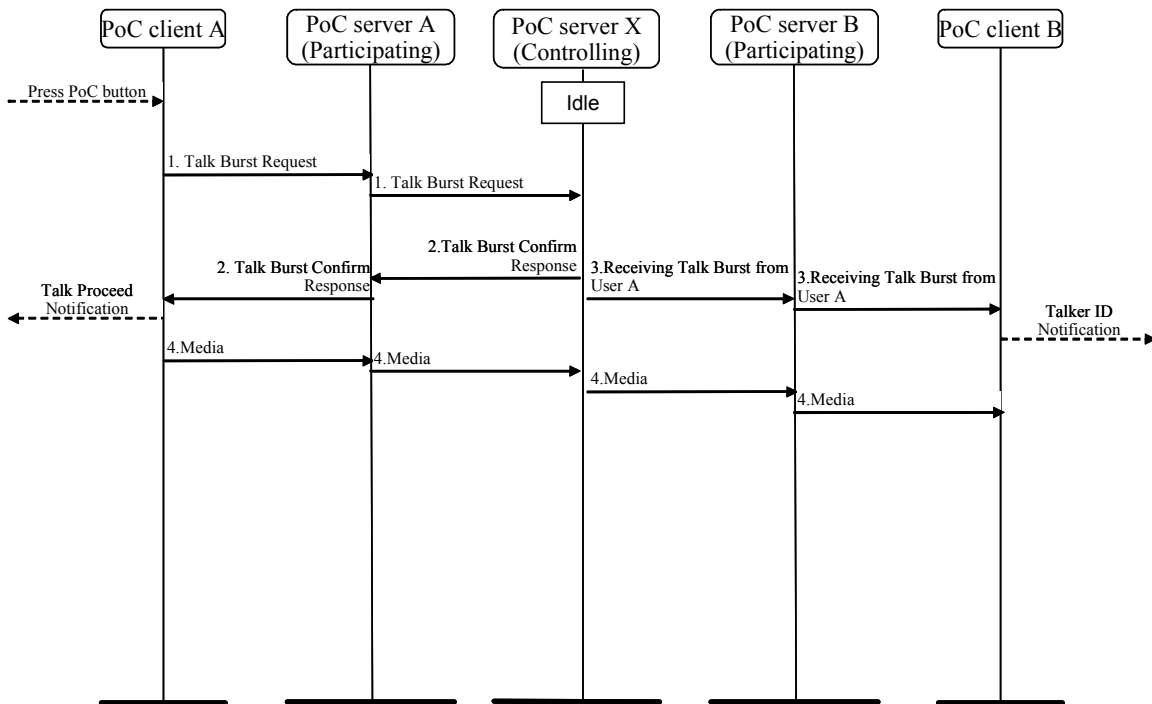 PoC client A
PoC server A
(Participating)
PoC server X
(Controlling)
PoC server B
(Participating)
PoC client B
Press PoC button
Idle
1. Talk Burst Request
1. Talk Burst Request
2.Talk Burst Confirm
Response
2. Talk Burst Confirm
Response
3.Receiving Talk Burst from
User A
3.Receiving Talk Burst from
User A
Talk Proceed
Notification
Talker ID
Notification
4.Media
4.Media
4.Media
4.Media